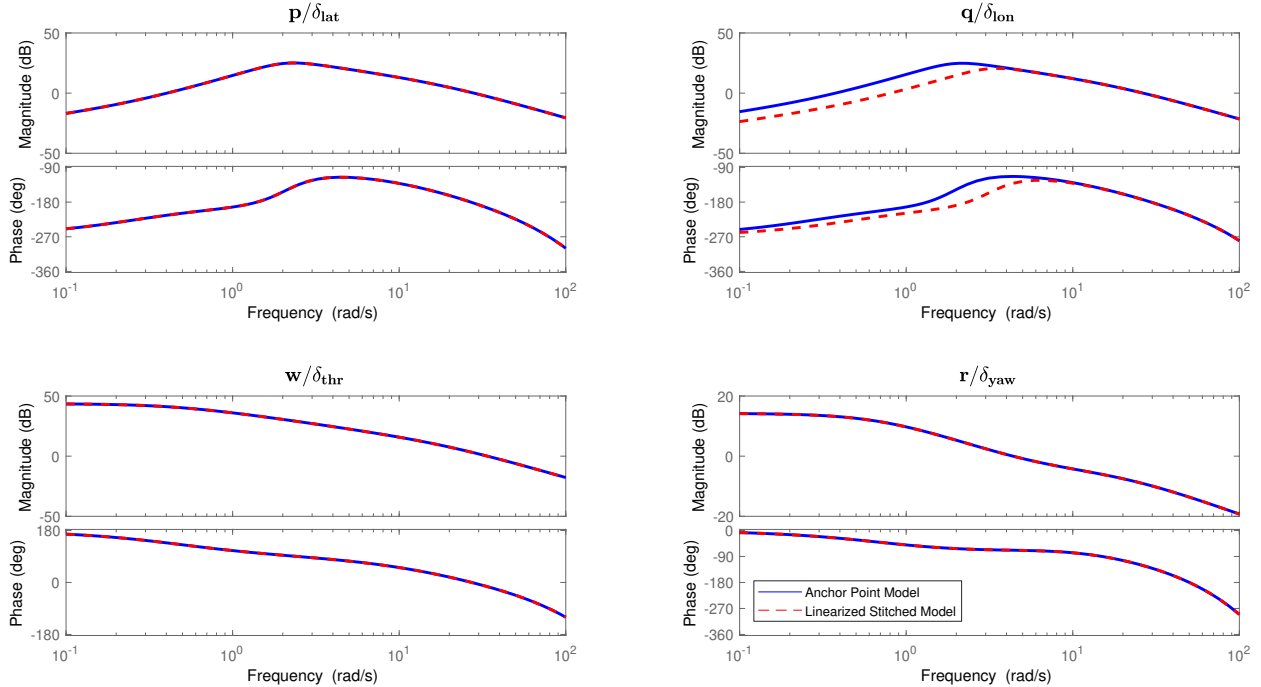 p/δlat
50
0
-50
Magnitude (dB)
-90
-180
-270
-360
Phase (deg)
10-1 100 101 102
Frequency (rad/s)
q/δlon
50
0
-50
Magnitude (dB)
-90
-180
-270
-360
Phase (deg)
10-1 100 101 102
Frequency (rad/s)
w/δthr
50
0
-50
Magnitude (dB)
180
0
-180
Phase (deg)
10-1 100 101 102
Frequency (rad/s)
r/δyaw
20
0
-20
Magnitude (dB)
0
-90
-180
-270
-360
Phase (deg)
Anchor Point Model
Linearized Stitched Model
10-1 100 101 102
Frequency (rad/s)